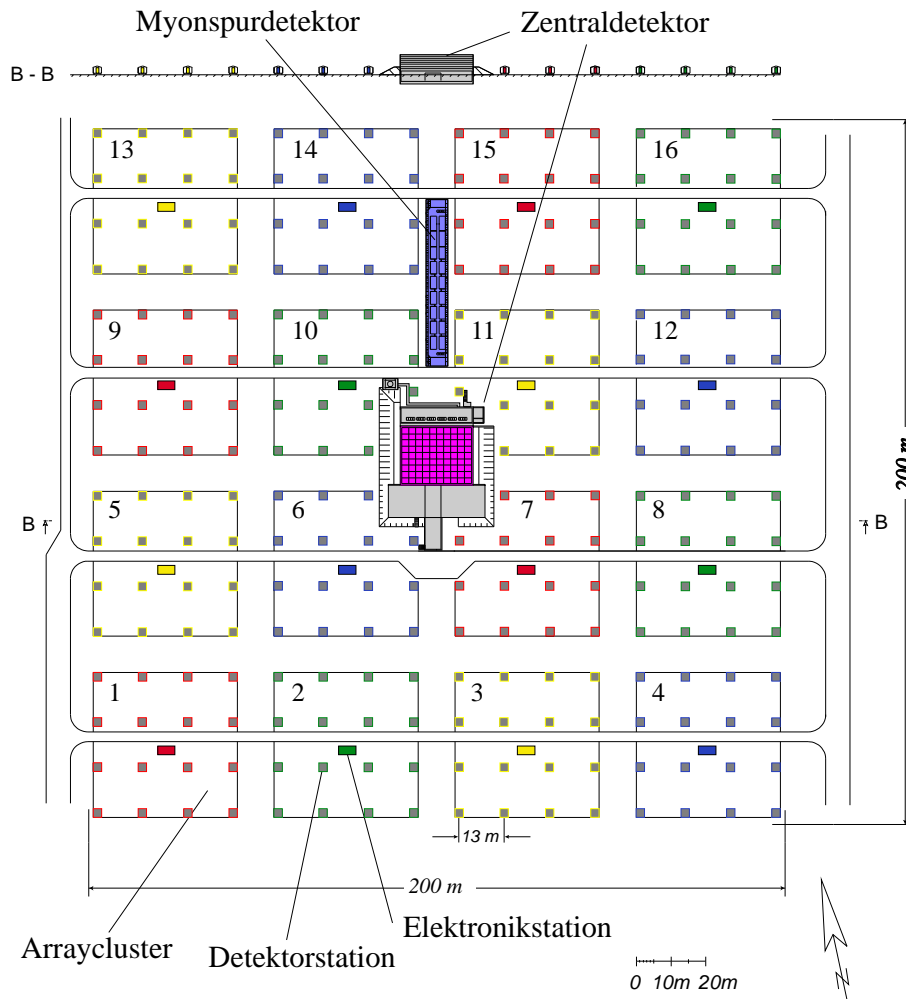 Myonspurdetektor
Zentraldetektor
B - B
13
14
15
16
9
10
11
12
200 m
B
5
6
7
8
B
1
2
3
4
13 m
200 m
Elektronikstation
Arraycluster
Detektorstation
0 10m 20m
N